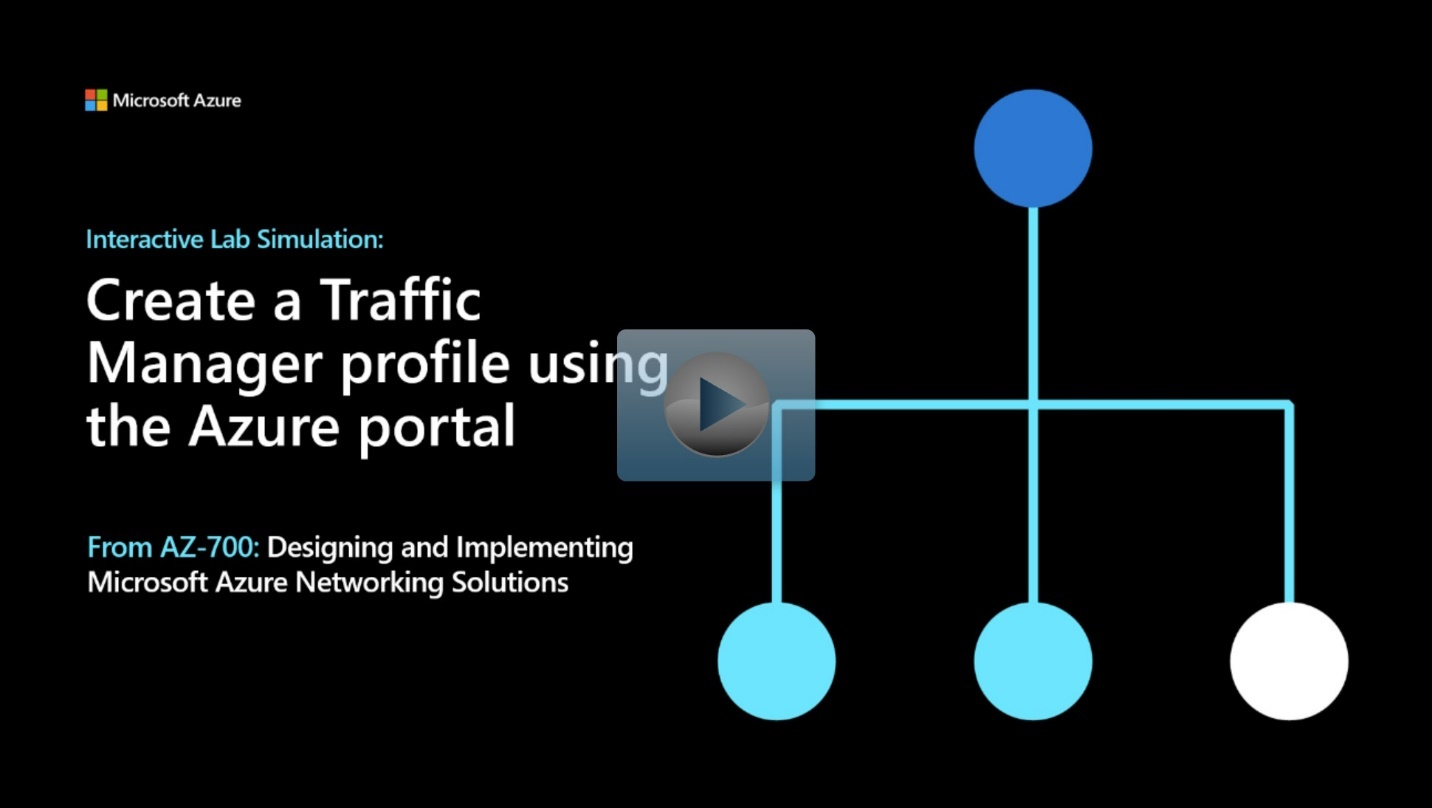 Microsoft Azure
Interactive Lab Simulation:
Create a Traffic
Manager profile using
the Azure portal
From AZ-700: Designing and Implementing
Microsoft Azure Networking Solutions